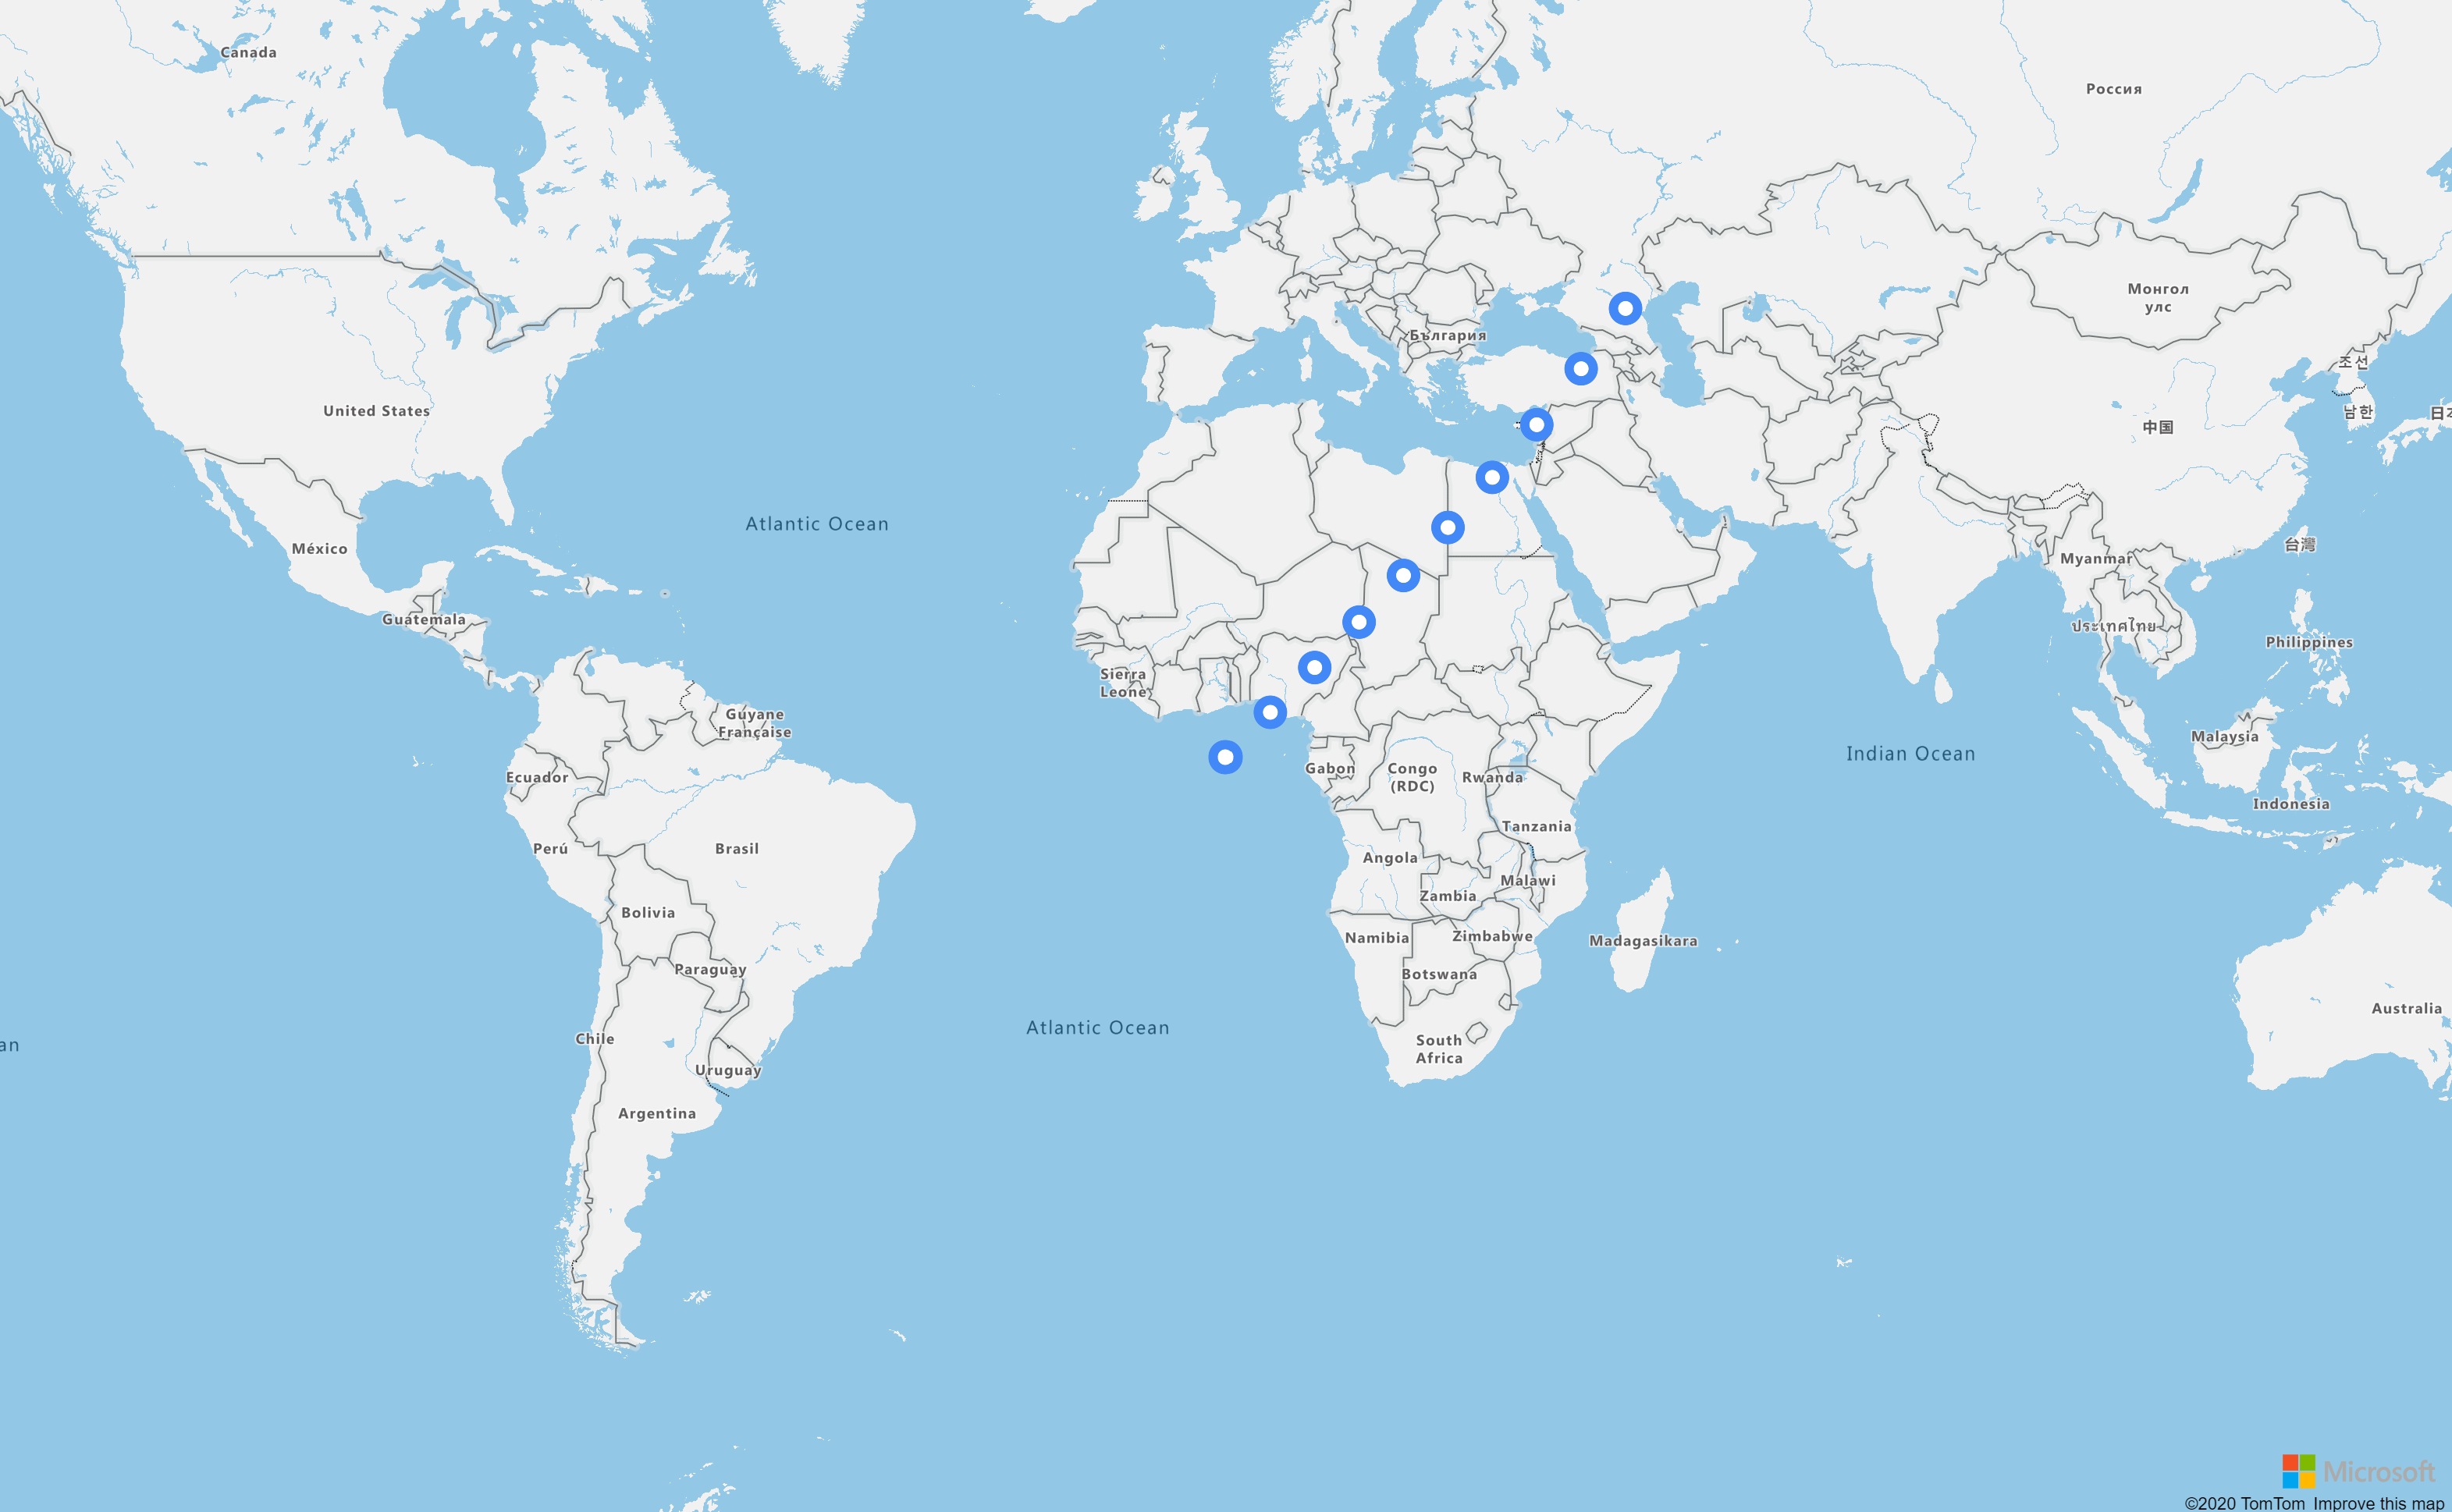 Canada
Россия
България
Монгол
улс
조선
남한
日本
中国
United States
Atlantic Ocean
México
台灣
Myanmar
Guatemala
ประเทศไทย
Philippines
Sierra
Leone
Guyane
Française
Malaysia
Indian Ocean
Ecuador
Gabon
Congo
(RDC)
Rwanda
Indonesia
Tanzania
Perú
Brasil
Angola
Malawi
Zambia
Bolivia
Namibia
Zimbabwe
Madagasikara
Paraguay
Botswana
Australia
Atlantic Ocean
Chile
an
South
Africa
Uruguay
Argentina
Microsoft
©2020 TomTom Improve this map